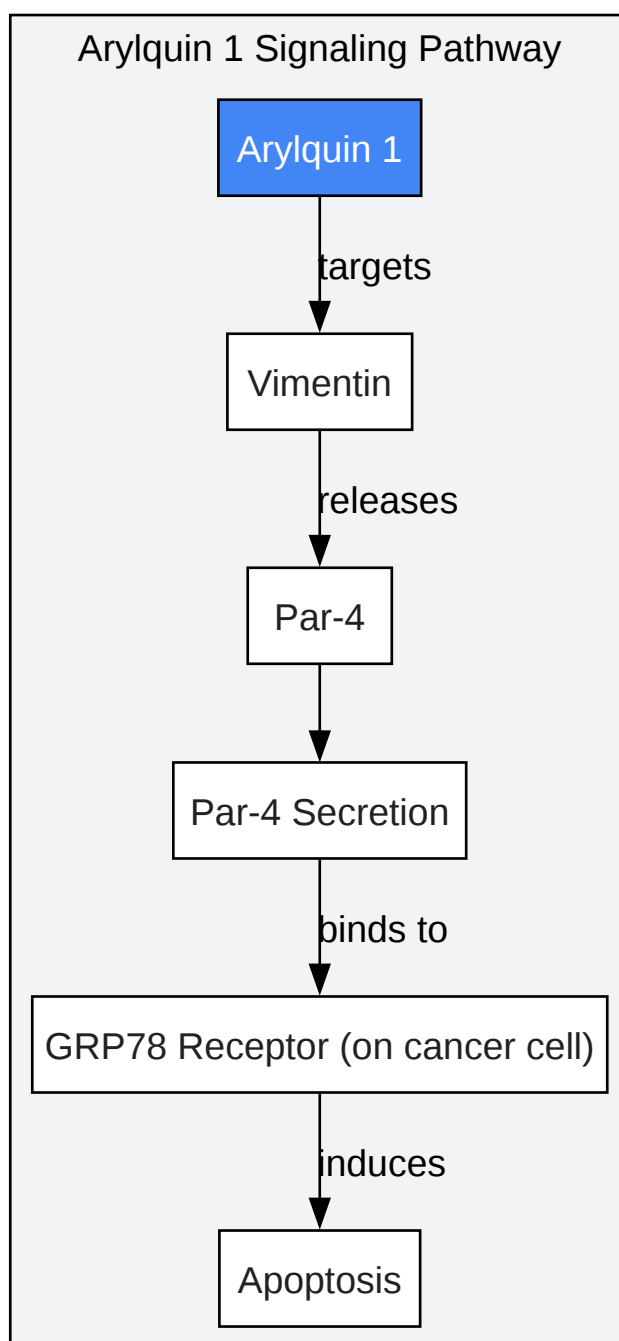 Arylquin 1 Signaling Pathway
Arylquin 1
targets
Vimentin
releases
Par-4
Par-4 Secretion
binds to
GRP78 Receptor (on cancer cell)
induces
Apoptosis